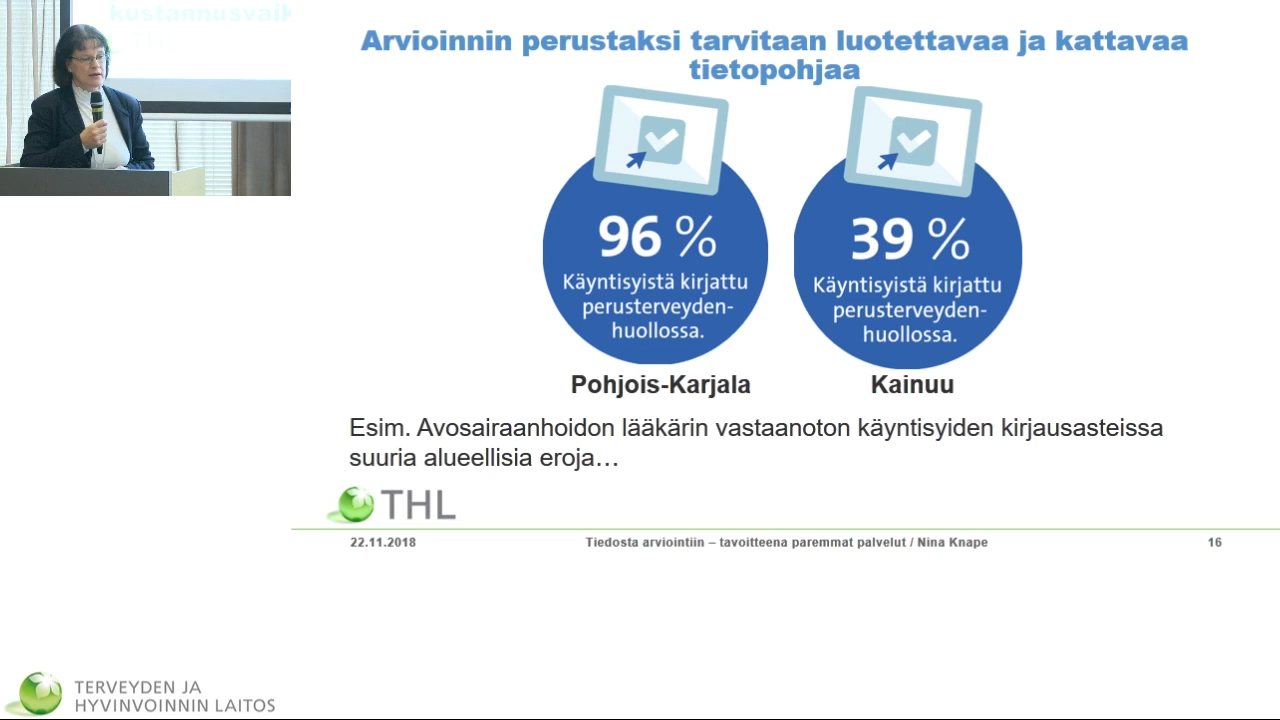 kustannusvaik
THL
Arvioinnin perustaksi tarvitaan luotettavaa ja kattavaa
tietopohjaa
96 %
Käyntisyistä kirjattu
perusterveyden-
huollossa.
Pohjois-Karjala
39 %
Käyntisyistä kirjattu
perusterveyden-
huollossa.
Kainuu
Esim. Avosairaanhoidon lääkärin vastaanoton käyntisyiden kirjausasteissa
suuria alueellisia eroja…
THL
22.11.2018
Tiedosta arviointiin – tavoitteena paremmat palvelut / Nina Knape
16
TERVEYDEN JA
HYVINVOINNIN LAITOS